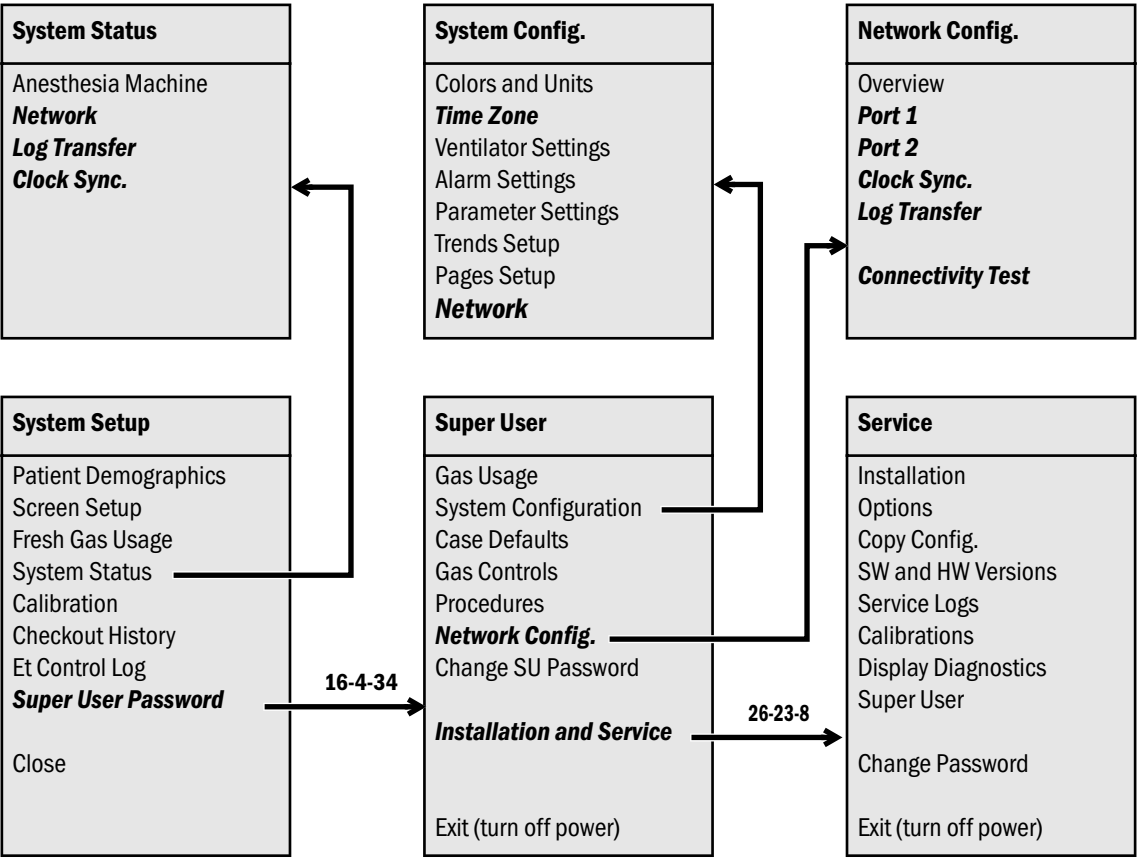 System Status
Anesthesia Machine
Network
Log Transfer
Clock Sync.
System Config.
Colors and Units
Time Zone
Ventilator Settings
Alarm Settings
Parameter Settings
Trends Setup
Pages Setup
Network
Network Config.
Overview
Port 1
Port 2
Clock Sync.
Log Transfer
Connectivity Test
System Setup
Patient Demographics
Screen Setup
Fresh Gas Usage
System Status
Calibration
Checkout History
Et Control Log
Super User Password
Close
16-4-34
Super User
Gas Usage
System Configuration
Case Defaults
Gas Controls
Procedures
Network Config.
Change SU Password
Installation and Service
Exit (turn off power)
26-23-8
Service
Installation
Options
Copy Config.
SW and HW Versions
Service Logs
Calibrations
Display Diagnostics
Super User
Change Password
Exit (turn off power)